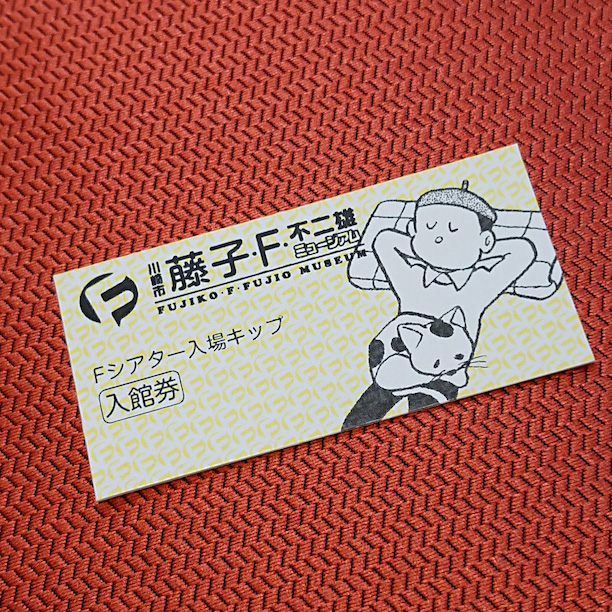 川崎市 藤子・F・不二雄ミュージアム
FUJIKO・F・FUJIO MUSEUM
Fシアター入場キップ
入館券